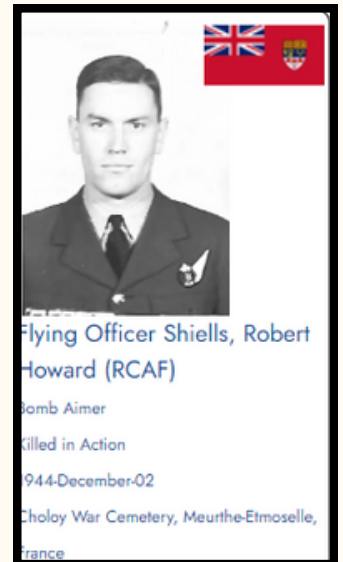 Flying Officer Shiells, Robert
Howard (RCAF)
Bomb Aimer
Killed in Action
1944-December-02
Choloy War Cemetery, Meurthe-Etmoselle,
France